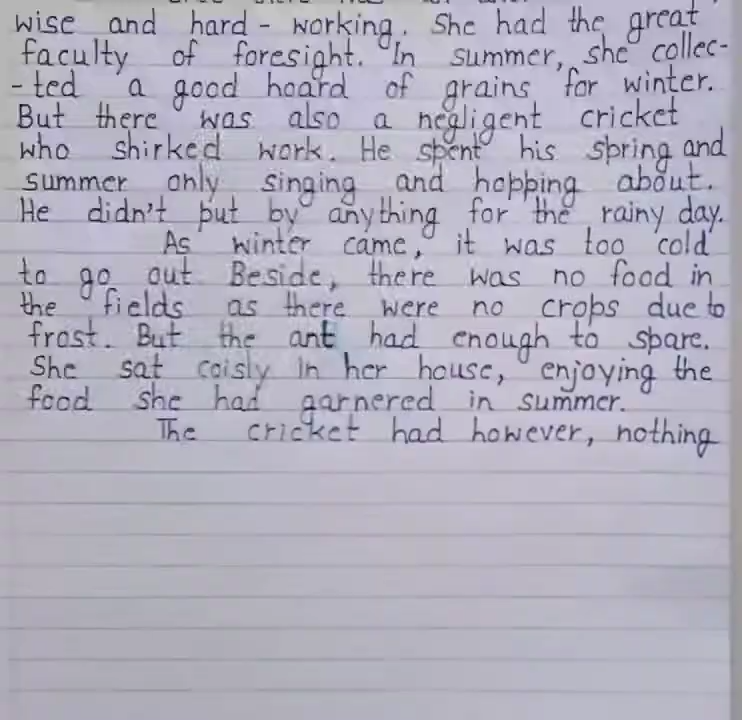 wise and hard - working. She had the great
faculty of foresight. In summer, she collec-
- ted a good hoard of grains for winter.
But there was also a negligent cricket
who shirked work. He spent his spring and
summer only singing and hopping about.
He didn't put by anything for the rainy day.
As winter came, it was too cold
to go out. Beside, there was no food in
the fields as there were no crops due to
frost. But the ant had enough to spare.
She sat coisly in her house, enjoying the
food she had garnered in summer.
The cricket had however, nothing